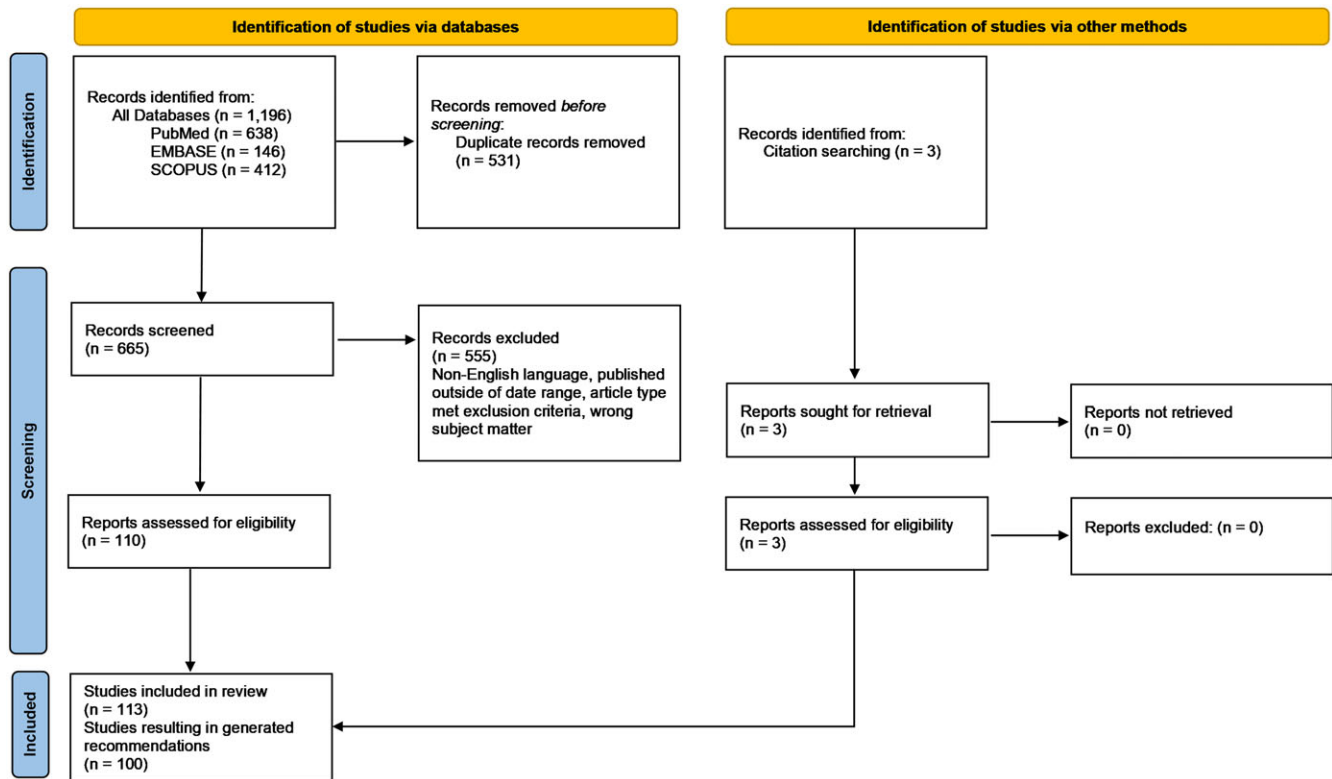 Identification of studies via databases
Identification of studies via other methods
Identification
Records identified from:
All Databases (n = 1,196)
PubMed (n = 638)
EMBASE (n = 146)
SCOPUS (n = 412)
Records removed before
screening:
Duplicate records removed
(n = 531)
Records identified from:
Citation searching (n = 3)
Screening
Records screened
(n = 665)
Records excluded
(n = 555)
Non-English language, published
outside of date range, article type
met exclusion criteria, wrong
subject matter
Reports sought for retrieval
(n = 3)
Reports not retrieved
(n = 0)
Reports assessed for eligibility
(n = 110)
Reports assessed for eligibility
(n = 3)
Reports excluded: (n = 0)
Included
Studies included in review
(n = 113)
Studies resulting in generated
recommendations
(n = 100)